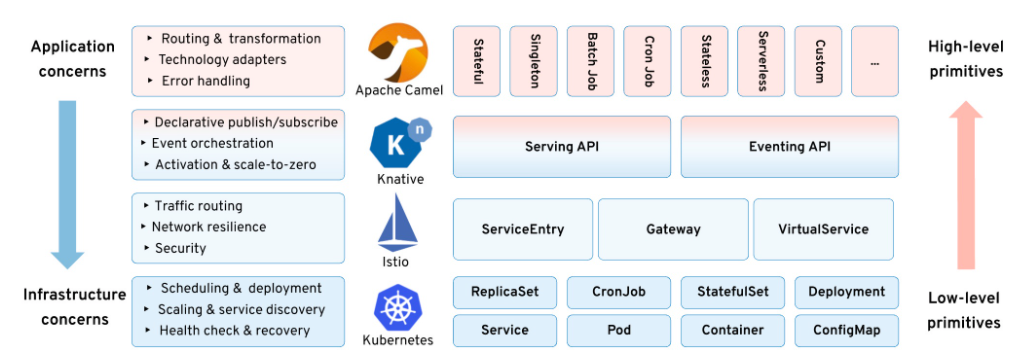 Application
concerns
‣ Routing & transformation
‣ Technology adapters
‣ Error handling
Apache Camel
Stateful
Singleton
Batch Job
Cron Job
Stateless
Serverless
Custom
...
High-level
primitives
‣ Declarative publish/subscribe
‣ Event orchestration
‣ Activation & scale-to-zero
K
n
Knative
Serving API
Eventing API
‣ Traffic routing
‣ Network resilience
‣ Security
Istio
ServiceEntry
Gateway
VirtualService
Infrastructure
concerns
‣ Scheduling & deployment
‣ Scaling & service discovery
‣ Health check & recovery
Kubernetes
ReplicaSet
CronJob
StatefulSet
Deployment
Service
Pod
Container
ConfigMap
Low-level
primitives